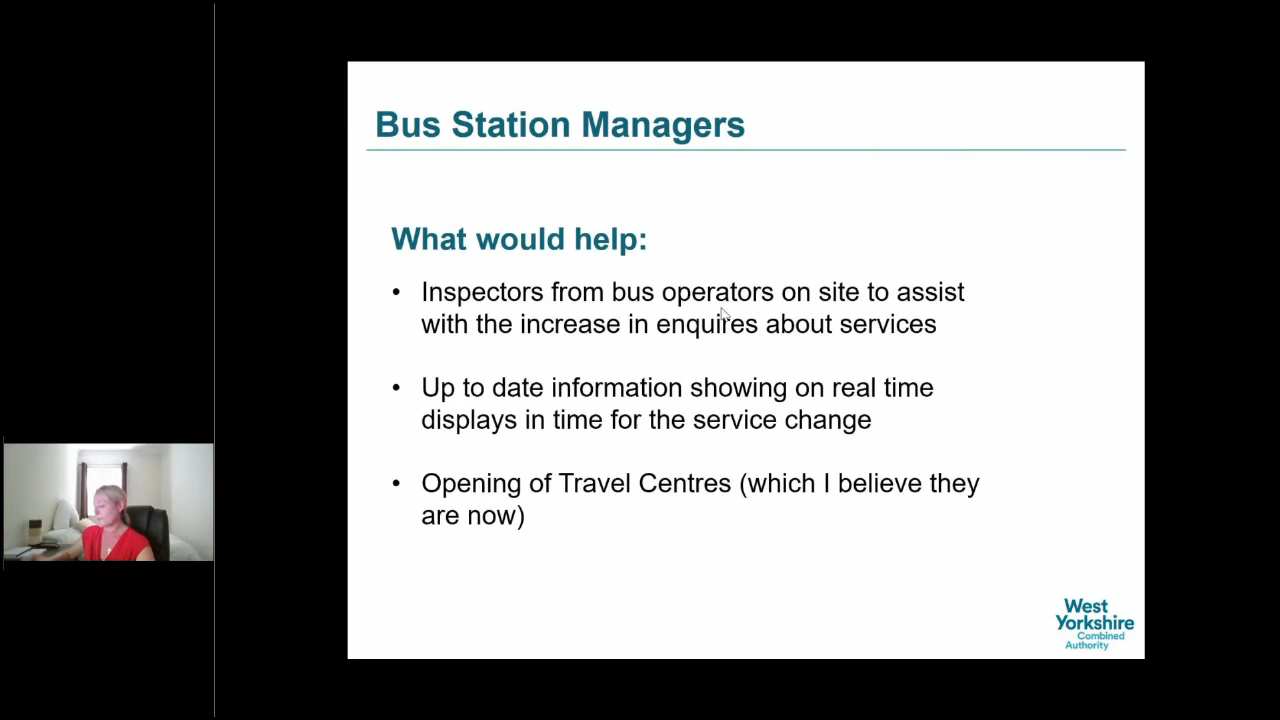 Bus Station Managers
What would help:
• Inspectors from bus operators on site to assist
with the increase in enquires about services
• Up to date information showing on real time
displays in time for the service change
• Opening of Travel Centres (which I believe they
are now)
West
Yorkshire
Combined
Authority